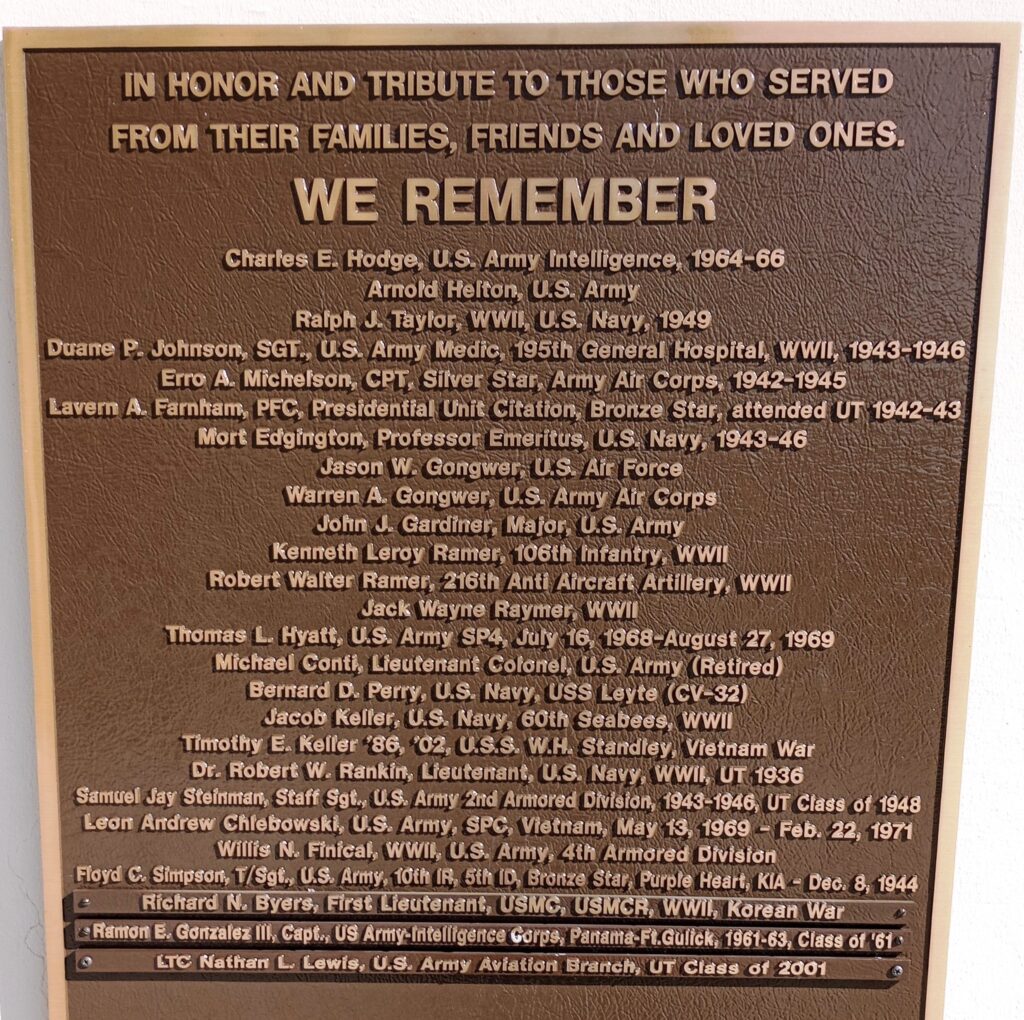 IN HONOR AND TRIBUTE TO THOSE WHO SERVED
FROM THEIR FAMILIES, FRIENDS AND LOVED ONES.
WE REMEMBER
Charles E. Hodge, U.S. Army Intelligence, 1964-66
Arnold Helton, U.S. Army
Ralph J. Taylor, WWII, U.S. Navy, 1949
Duane P. Johnson, SGT., U.S. Army Medic, 195th General Hospital, WWII, 1943-1946
Erro A. Michelson, CPT, Silver Star, Army Air Corps, 1942-1945
Lavern A. Farnham, PFC, Presidential Unit Citation, Bronze Star, attended UT 1942-43
Mort Edgington, Professor Emeritus, U.S. Navy, 1943-46
Jason W. Gongwer, U.S. Air Force
Warren A. Gongwer, U.S. Army Air Corps
John J. Gardiner, Major, U.S. Army
Kenneth Leroy Ramer, 106th Infantry, WWII
Robert Walter Ramer, 216th Anti Aircraft Artillery, WWII
Jack Wayne Raymer, WWII
Thomas L. Hyatt, U.S. Army SP4, July 16, 1968-August 27, 1969
Michael Conti, Lieutenant Colonel, U.S. Army (Retired)
Bernard D. Perry, U.S. Navy, USS Leyte (CV-32)
Jacob Keller, U.S. Navy, 60th Seabees, WWII
Timothy E. Keller '86, '02, U.S.S. W.H. Standley, Vietnam War
Dr. Robert W. Rankin, Lieutenant, U.S. Navy, WWII, UT 1936
Samuel Jay Steinman, Staff Sgt., U.S. Army 2nd Armored Division, 1943-1946, UT Class of 1948
Leon Andrew Chlebowski, U.S. Army, SPC, Vietnam, May 13, 1969 - Feb. 22, 1971
Willis N. Finical, WWII, U.S. Army, 4th Armored Division
Floyd C. Simpson, T/Sgt., U.S. Army, 10th IR, 5th ID, Bronze Star, Purple Heart, KIA - Dec. 8, 1944
Richard N. Byers, First Lieutenant, USMC, USMCR, WWII, Korean War
Ramon E. Gonzalez III, Capt., US Army-Intelligence Corps, Panama-Ft.Gulick, 1961-63, Class of '61
LTC Nathan L. Lewis, U.S. Army Aviation Branch, UT Class of 2001